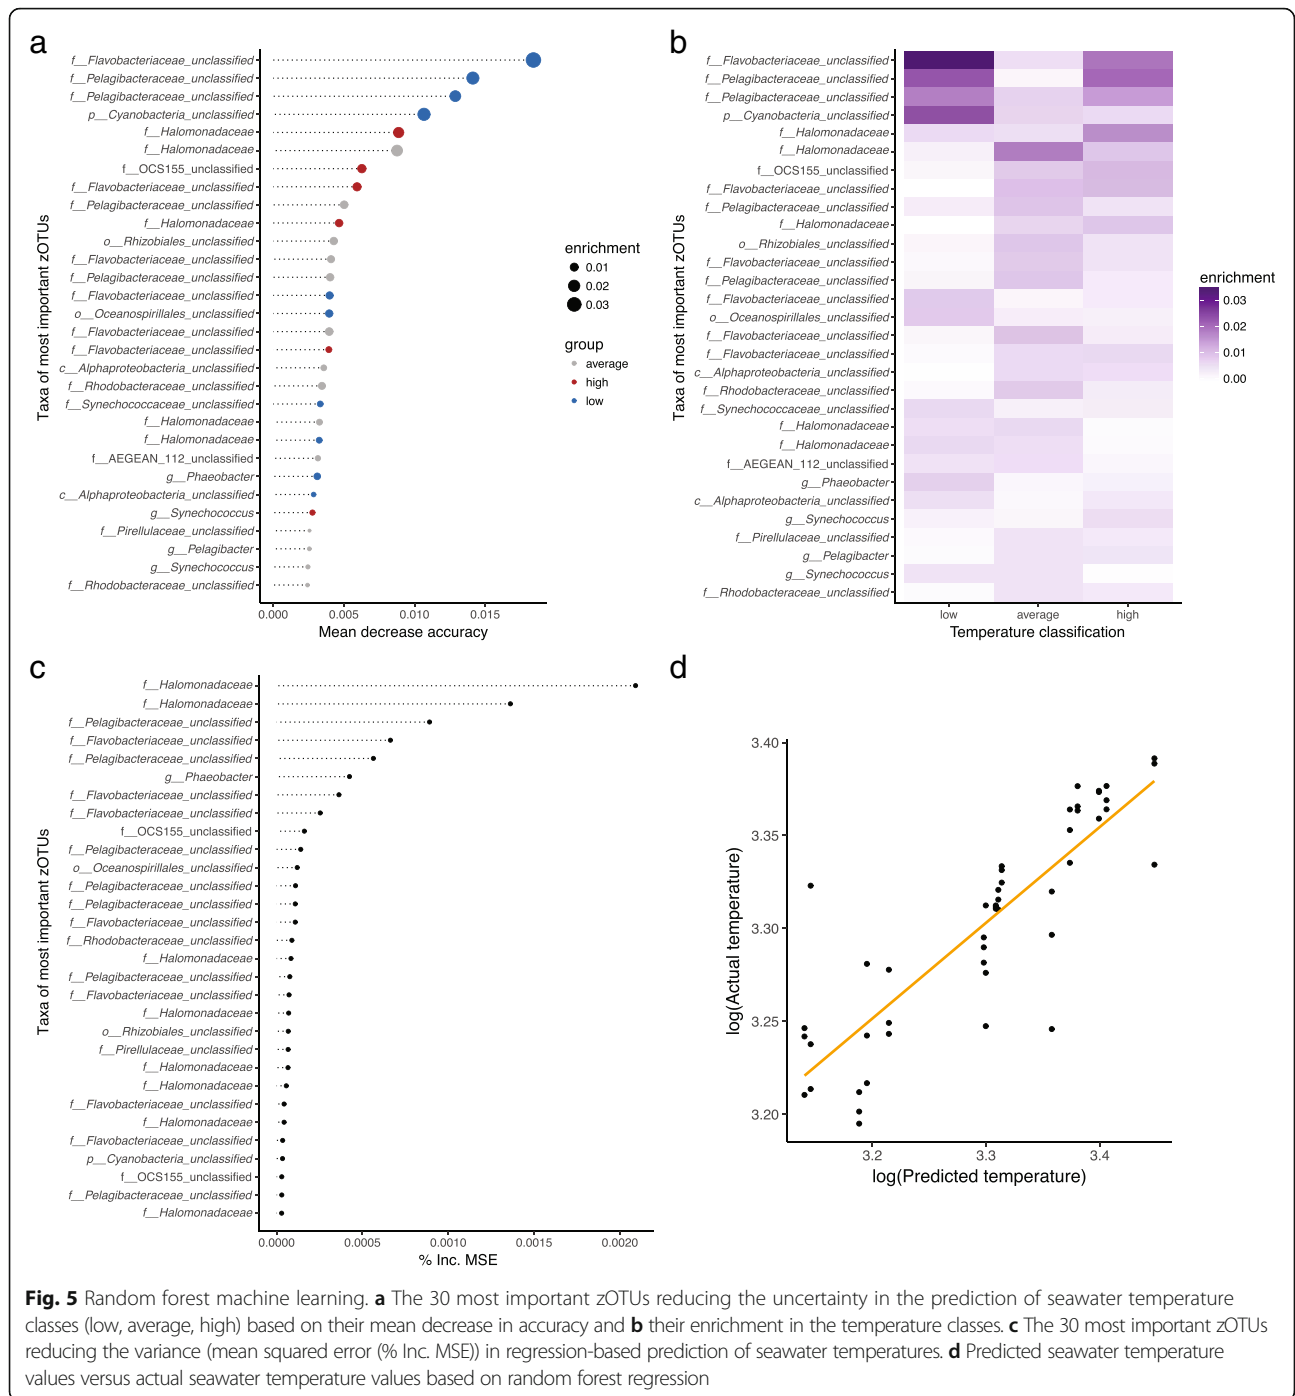 a
f__Flavobacteriaceae_unclassified
f__Pelagibacteraceae_unclassified
f__Pelagibacteraceae_unclassified
p__Cyanobacteria_unclassified
f__Halomonadaceae
f__Halomonadaceae
f__OCS155_unclassified
f__Flavobacteriaceae_unclassified
f__Pelagibacteraceae_unclassified
f__Halomonadaceae
o__Rhizobiales_unclassified
f__Flavobacteriaceae_unclassified
f__Pelagibacteraceae_unclassified
f__Flavobacteriaceae_unclassified
o__Oceanospirillales_unclassified
f__Flavobacteriaceae_unclassified
f__Flavobacteriaceae_unclassified
c__Alphaproteobacteria_unclassified
f__Rhodobacteraceae_unclassified
f__Synechococcaceae_unclassified
f__Halomonadaceae
f__Halomonadaceae
f__AEGEAN_112_unclassified
g__Phaeobacter
c__Alphaproteobacteria_unclassified
g__Synechococcus
f__Pirellulaceae_unclassified
g__Pelagibacter
g__Synechococcus
f__Rhodobacteraceae_unclassified
Taxa of most important zOTUs
0.000 0.005 0.010 0.015
Mean decrease accuracy
enrichment
0.01
0.02
0.03
group
average
high
low
b
f__Flavobacteriaceae_unclassified
f__Pelagibacteraceae_unclassified
f__Pelagibacteraceae_unclassified
p__Cyanobacteria_unclassified
f__Halomonadaceae
f__Halomonadaceae
f__OCS155_unclassified
f__Flavobacteriaceae_unclassified
f__Pelagibacteraceae_unclassified
f__Halomonadaceae
o__Rhizobiales_unclassified
f__Flavobacteriaceae_unclassified
f__Pelagibacteraceae_unclassified
f__Flavobacteriaceae_unclassified
o__Oceanospirillales_unclassified
f__Flavobacteriaceae_unclassified
f__Flavobacteriaceae_unclassified
c__Alphaproteobacteria_unclassified
f__Rhodobacteraceae_unclassified
f__Synechococcaceae_unclassified
f__Halomonadaceae
f__Halomonadaceae
f__AEGEAN_112_unclassified
g__Phaeobacter
c__Alphaproteobacteria_unclassified
g__Synechococcus
f__Pirellulaceae_unclassified
g__Pelagibacter
g__Synechococcus
f__Rhodobacteraceae_unclassified
Taxa of most important zOTUs
low average high
Temperature classification
enrichment
0.03
0.02
0.01
0.00
c
f__Halomonadaceae
f__Halomonadaceae
f__Pelagibacteraceae_unclassified
f__Flavobacteriaceae_unclassified
f__Pelagibacteraceae_unclassified
g__Phaeobacter
f__Flavobacteriaceae_unclassified
f__Flavobacteriaceae_unclassified
f__OCS155_unclassified
f__Pelagibacteraceae_unclassified
o__Oceanospirillales_unclassified
f__Pelagibacteraceae_unclassified
f__Pelagibacteraceae_unclassified
f__Flavobacteriaceae_unclassified
f__Rhodobacteraceae_unclassified
f__Halomonadaceae
f__Pelagibacteraceae_unclassified
f__Flavobacteriaceae_unclassified
f__Halomonadaceae
o__Rhizobiales_unclassified
f__Pirellulaceae_unclassified
f__Halomonadaceae
f__Halomonadaceae
f__Flavobacteriaceae_unclassified
f__Halomonadaceae
f__Flavobacteriaceae_unclassified
p__Cyanobacteria_unclassified
f__OCS155_unclassified
f__Pelagibacteraceae_unclassified
f__Halomonadaceae
Taxa of most important zOTUs
0.0000 0.0005 0.0010 0.0015 0.0020
% Inc. MSE
d
3.40
3.35
3.30
3.25
3.20
log(Actual temperature)
3.2 3.3 3.4
log(Predicted temperature)
Fig. 5 Random forest machine learning. a The 30 most important zOTUs reducing the uncertainty in the prediction of seawater temperature
classes (low, average, high) based on their mean decrease in accuracy and b their enrichment in the temperature classes. c The 30 most important zOTUs
reducing the variance (mean squared error (% Inc. MSE)) in regression-based prediction of seawater temperatures. d Predicted seawater temperature
values versus actual seawater temperature values based on random forest regression